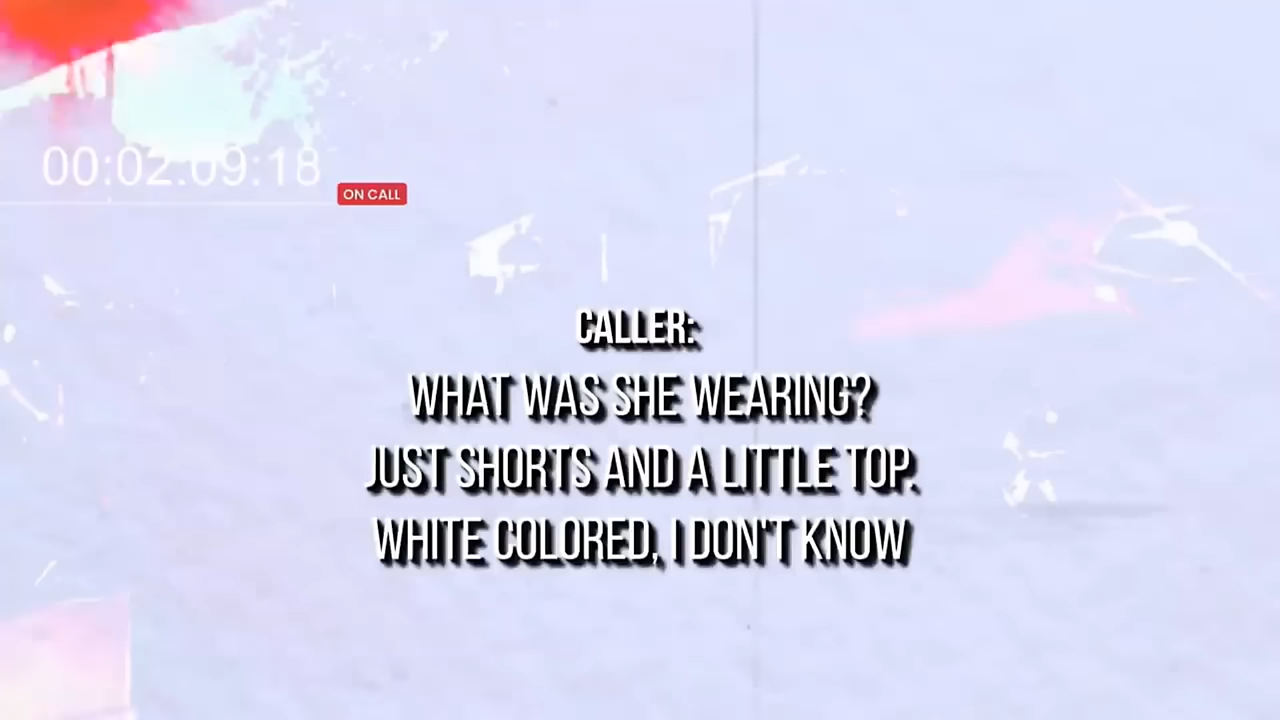 00:02:09:18
ON CALL
CALLER:
WHAT WAS SHE WEARING?
JUST SHORTS AND A LITTLE TOP.
WHITE COLORED, I DON'T KNOW